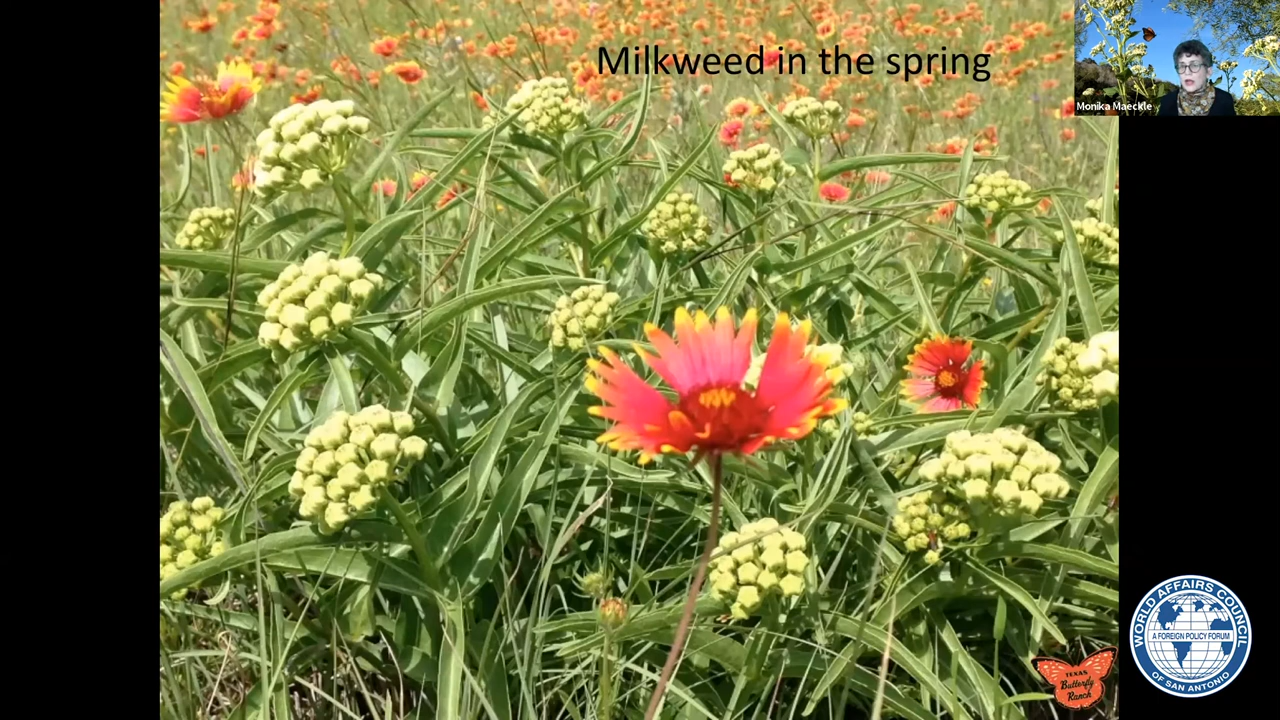 Milkweed in the spring
Monika Maeckle
WORLD AFFAIRS COUNCIL
A FOREIGN POLICY FORUM
OF SAN ANTONIO
TEXAS
Butterfly
Ranch